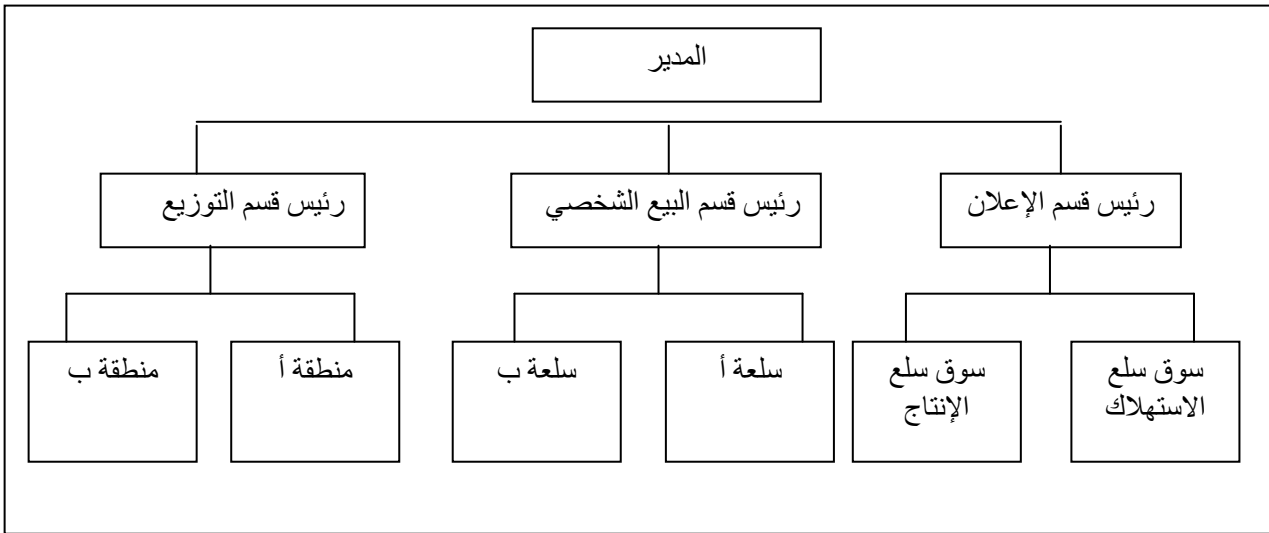 المدير
رئيس قسم الإعلان
رئيس قسم البيع الشخصي
رئيس قسم التوزيع
سوق سلع
الاستهلاك
سوق سلع
الإنتاج
سلعة أ
سلعة ب
منطقة أ
منطقة ب